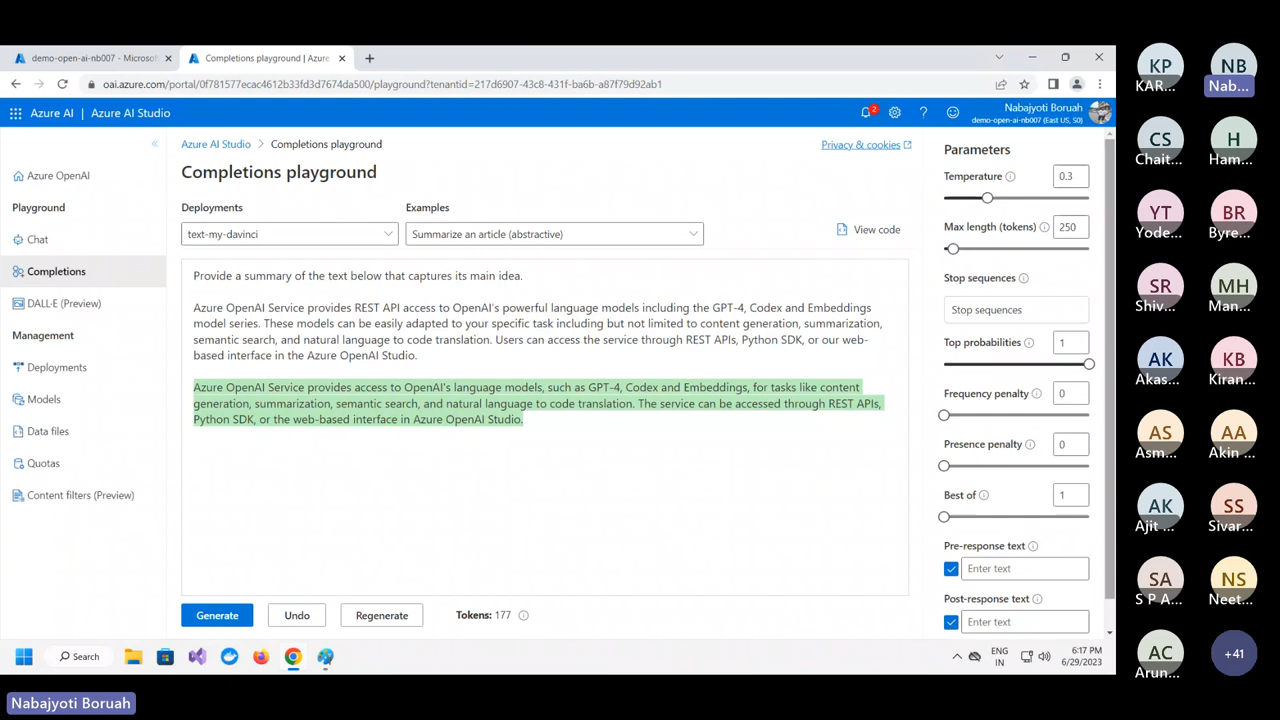 demo-open-ai-nb007 - Microsof
Completions playground | Azure
oai.azure.com/portal/0f781577ecac4612b33fd3d7674da500/playground?tenantid=217d6907-43c8-431f-ba6b-a87f79d92ab1
Azure AI | Azure AI Studio
2
?
Nabajyoti Boruah
demo-open-ai-nb007 (East US, S0)
Azure OpenAI
Playground
Chat
Completions
DALL·E (Preview)
Management
Deployments
Models
Data files
Quotas
Content filters (Preview)
Azure AI Studio > Completions playground
Privacy & cookies
Completions playground
Deployments
text-my-davinci
Examples
Summarize an article (abstractive)
View code
Provide a summary of the text below that captures its main idea.
Azure OpenAI Service provides REST API access to OpenAI's powerful language models including the GPT-4, Codex and Embeddings
model series. These models can be easily adapted to your specific task including but not limited to content generation, summarization,
semantic search, and natural language to code translation. Users can access the service through REST APIs, Python SDK, or our web-
based interface in the Azure OpenAI Studio.
Azure OpenAI Service provides access to OpenAI's language models, such as GPT-4, Codex and Embeddings, for tasks like content
generation, summarization, semantic search, and natural language to code translation. The service can be accessed through REST APIs,
Python SDK, or the web-based interface in Azure OpenAI Studio.
Generate
Undo
Regenerate
Tokens: 177
Parameters
Temperature
0.3
Max length (tokens)
250
Stop sequences
Stop sequences
Top probabilities
1
Frequency penalty
0
Presence penalty
0
Best of
1
Pre-response text
Enter text
Post-response text
Enter text
Search
ENG
IN
6:17 PM
6/29/2023
KP
KAR...
NB
Nab...
CS
Chait...
H
Ham...
YT
Yode...
BR
Byre...
SR
Shiv...
MH
Man...
AK
Akas...
KB
Kiran...
AS
Asm...
AA
Akin ...
AK
Ajit ...
SS
Sivar...
SA
S P A...
NS
Neet...
AC
Arun...
+41
Nabajyoti Boruah